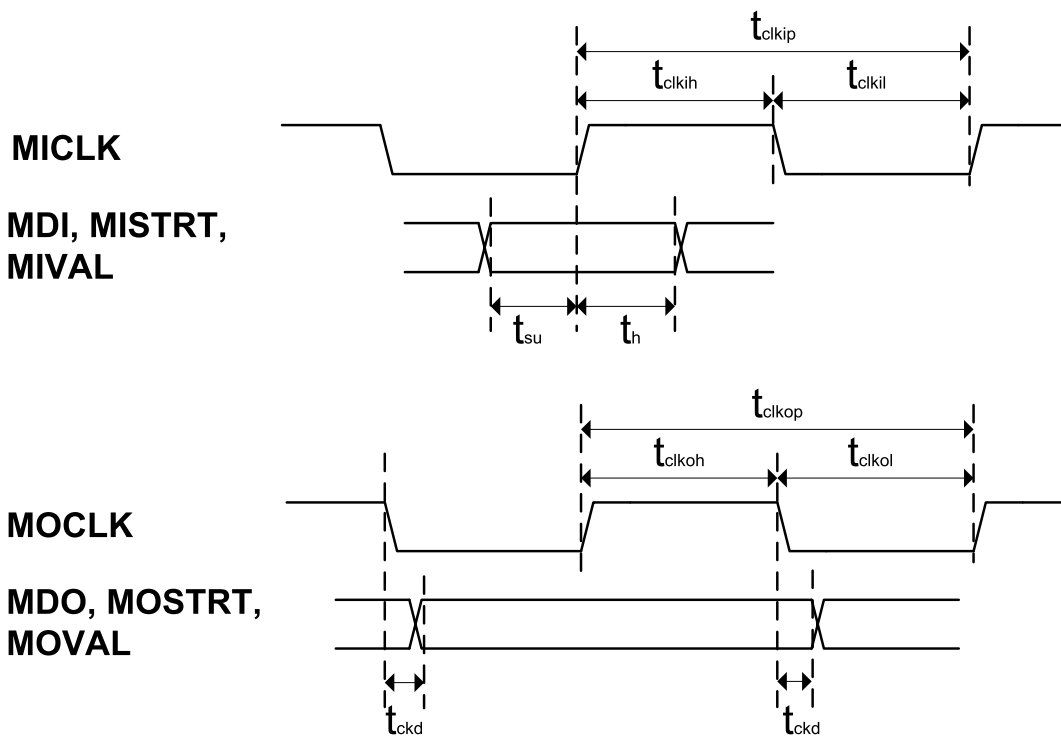 tclkip
tclkih
tclkil
MICLK
MDI, MISTRT,
MIVAL
tsu
th
tclkop
tclkoh
tclkol
MOCLK
MDO, MOSTRT,
MOVAL
tckd
tckd